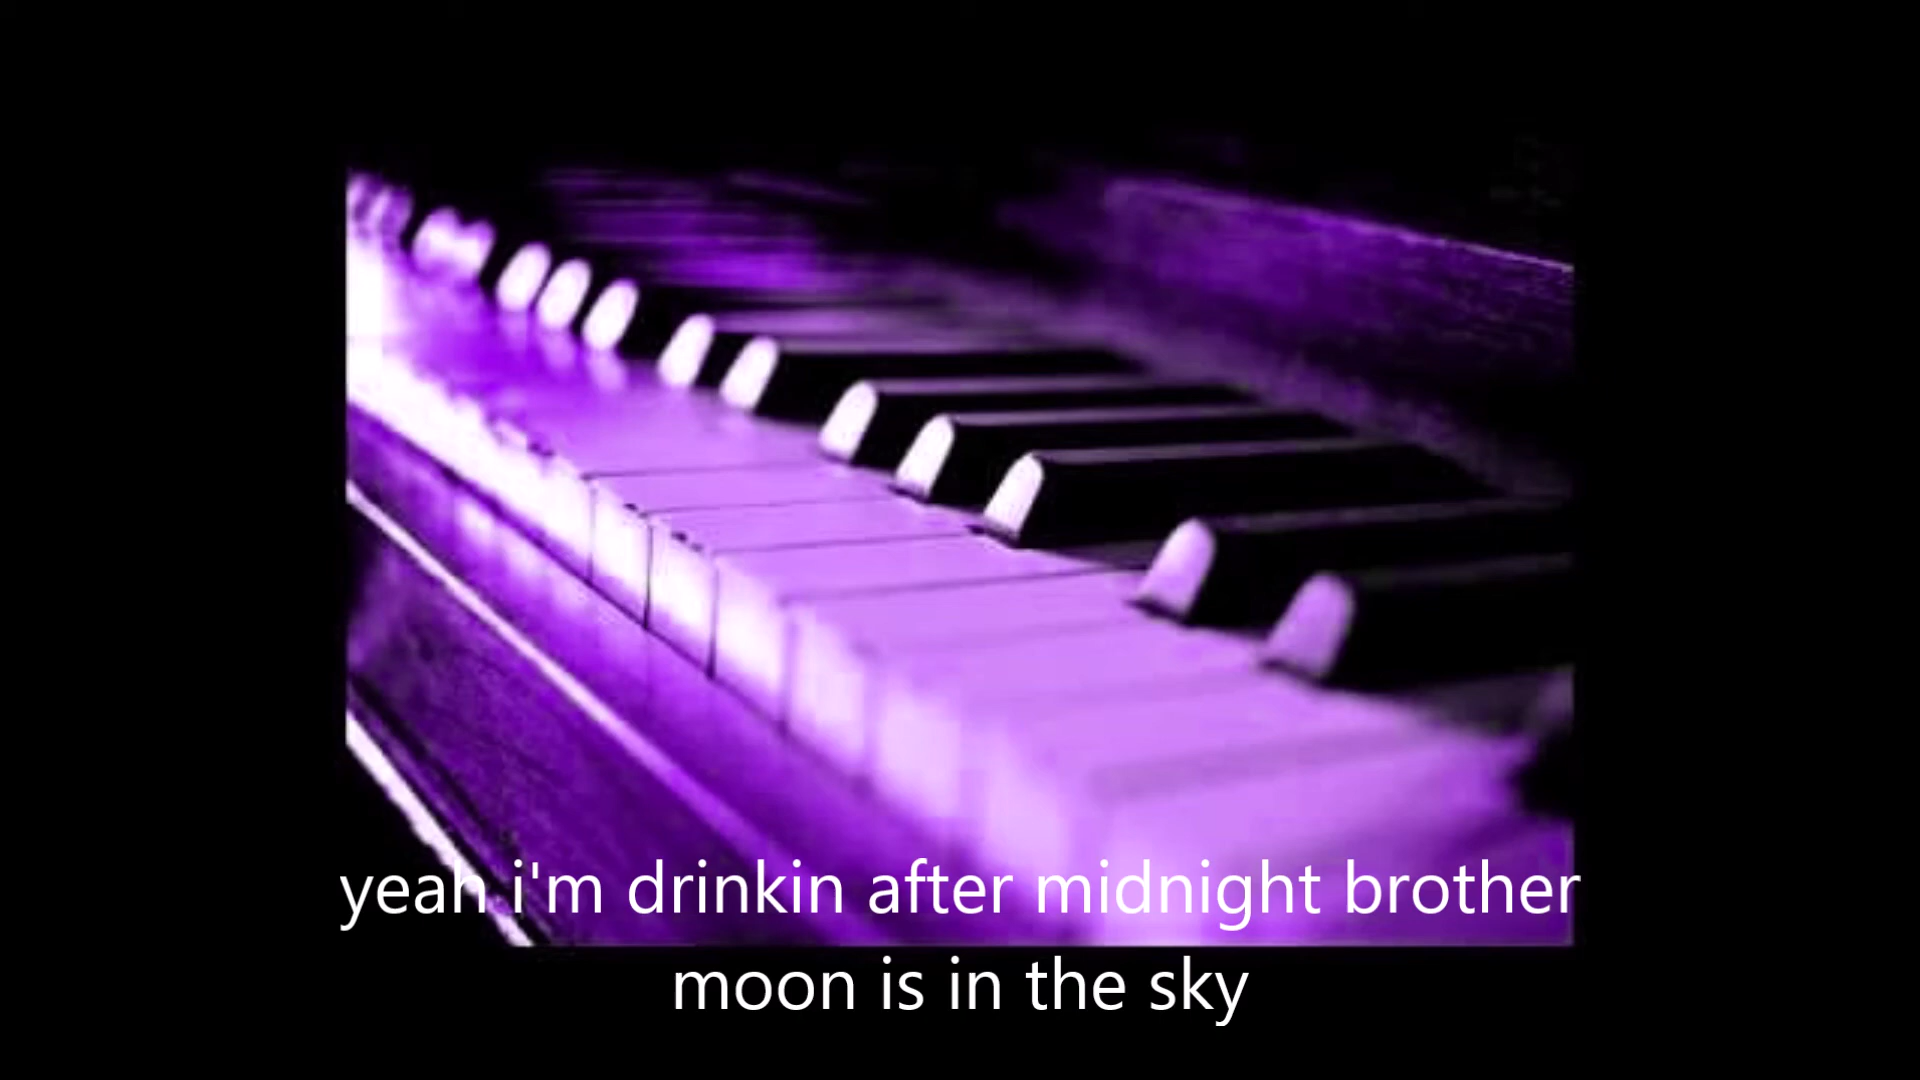 yeah i'm drinkin after midnight brother
moon is in the sky